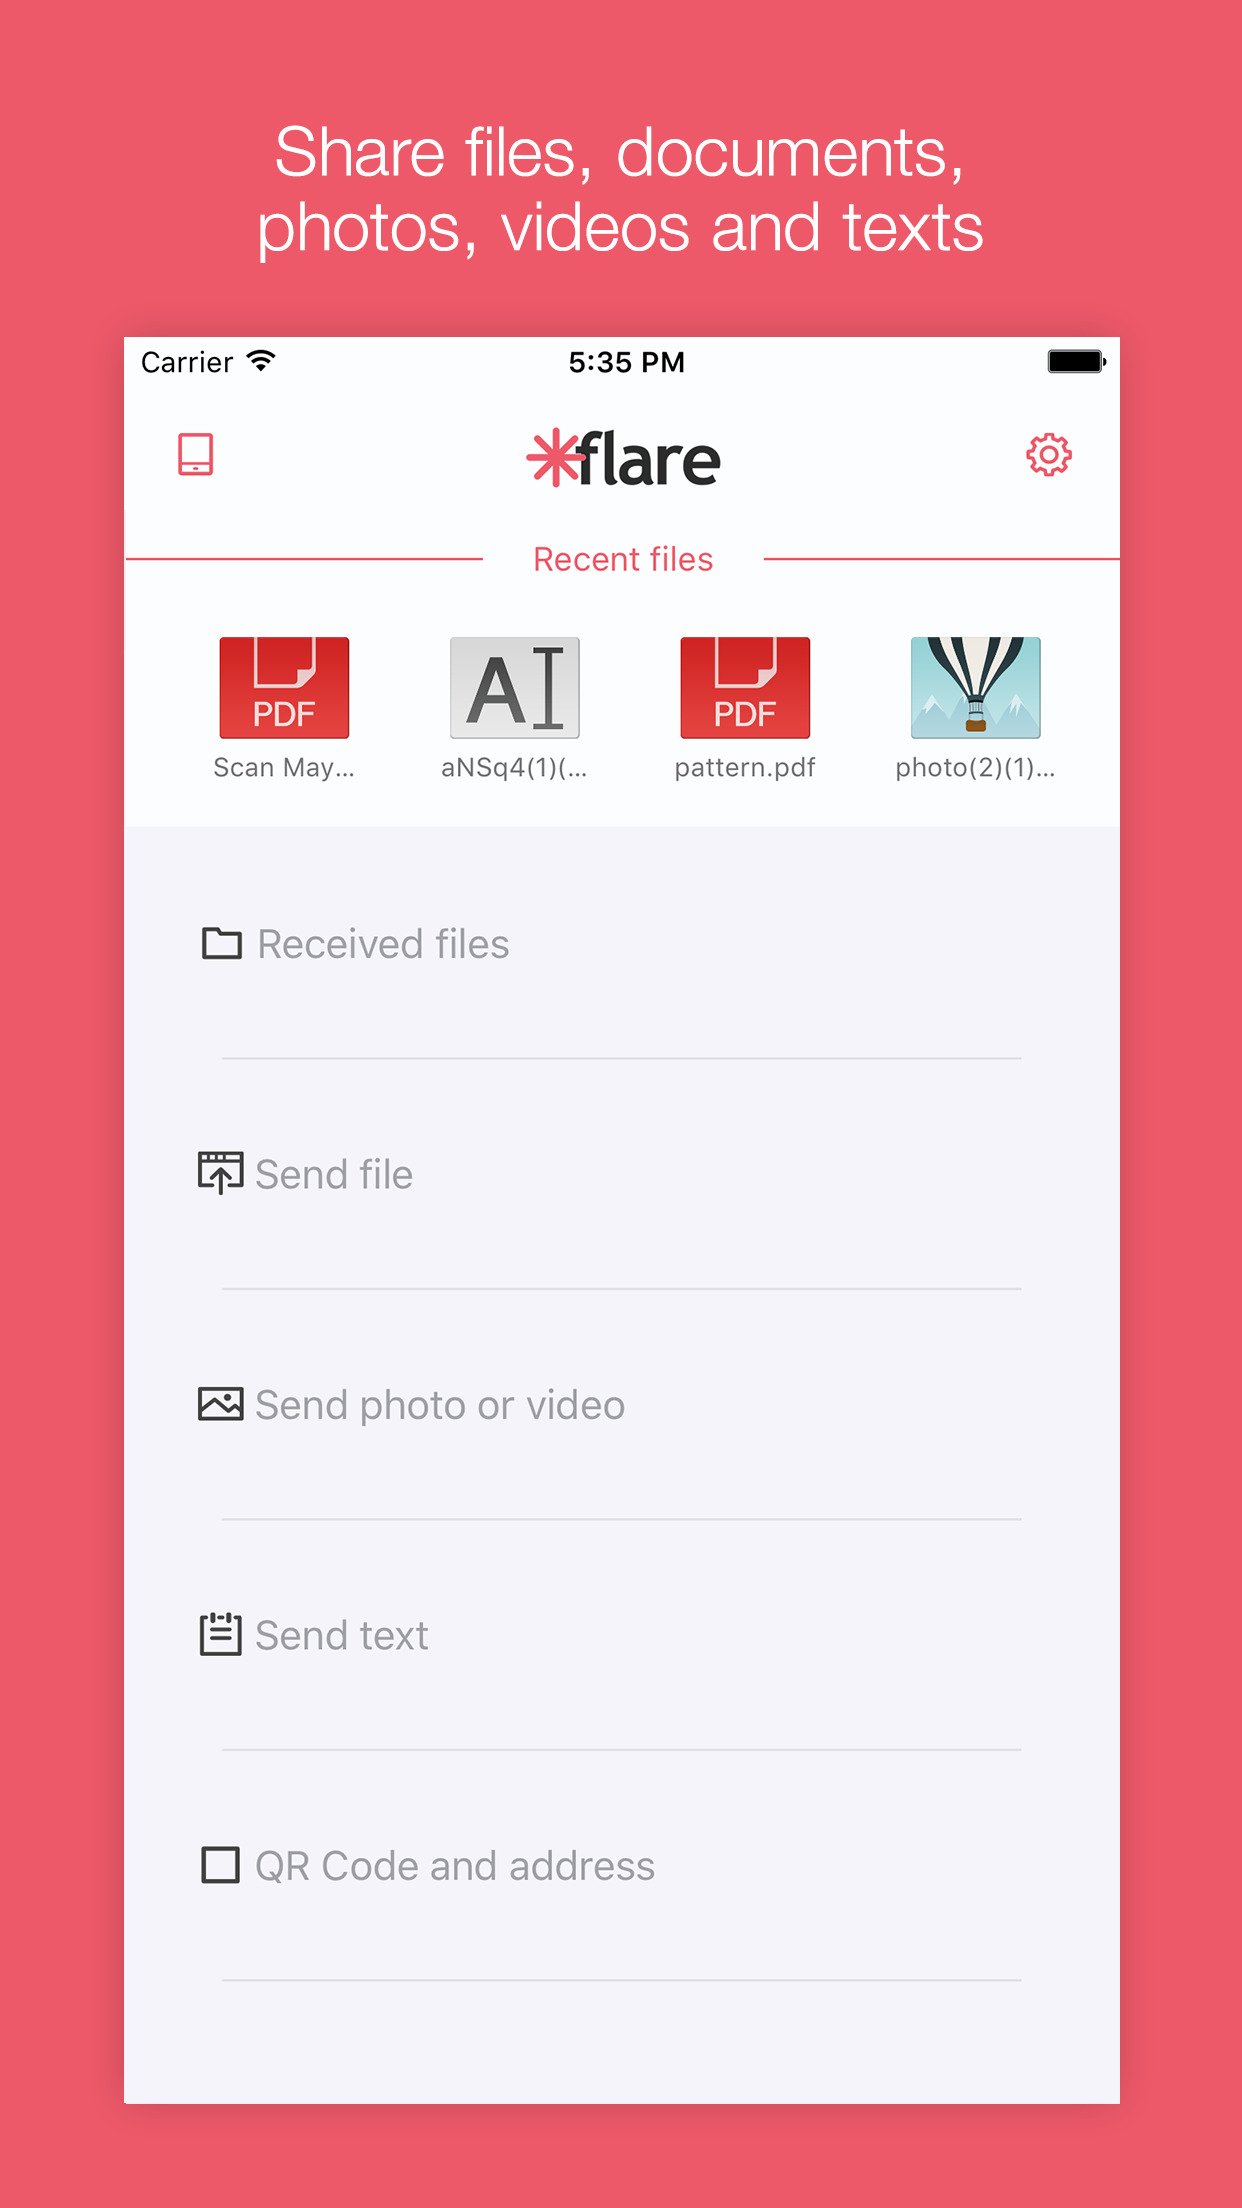 Share files, documents,
photos, videos and texts
Carrier
5:35 PM
flare
Recent files
PDF
A
PDF
Scan May...
aNSq4(1)(...
pattern.pdf
photo(2)(1)...
Received files
Send file
Send photo or video
Send text
QR Code and address